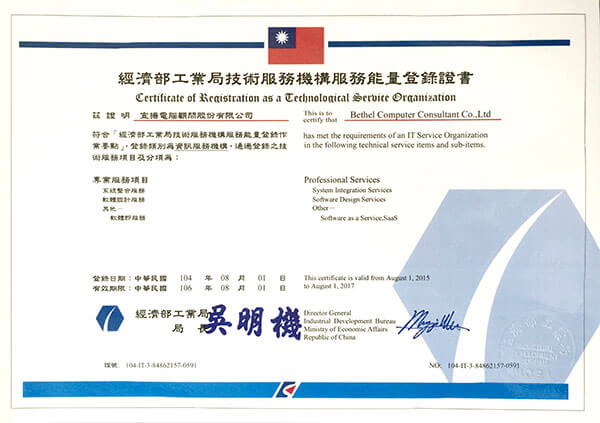 經濟部工業局技術服務機構服務能量登錄證書
Certificate of Registration as a Technological Service Organization
茲 證 明 宜揚電腦顧問股份有限公司
This is to certify that Bethel Computer Consultant Co.,Ltd
符合「經濟部工業局技術服務機構服務能量登錄作
業要點」,登錄類別為資訊服務機構,通過登錄之技
術服務項目及分項為:
has met the requirements of an IT Service Organization
in the following technical service items and sub-items.
專業服務項目
系統整合服務
軟體設計服務
其他－
軟體即服務
Professional Services
System Integration Services
Software Design Services
Other－
Software as a Service,SaaS
登錄日期:中華民國 104 年 08 月 01 日
有效期限:中華民國 106 年 08 月 01 日
This certificate is valid from August 1, 2015
to August 1, 2017
經濟部工業局
局 長 吳明機
Director General
Industrial Development Bureau
Ministry of Economic Affairs
Republic of China
證號: 104-IT-3-84862157-0591
NO: 104-IT-3-84862157-0591